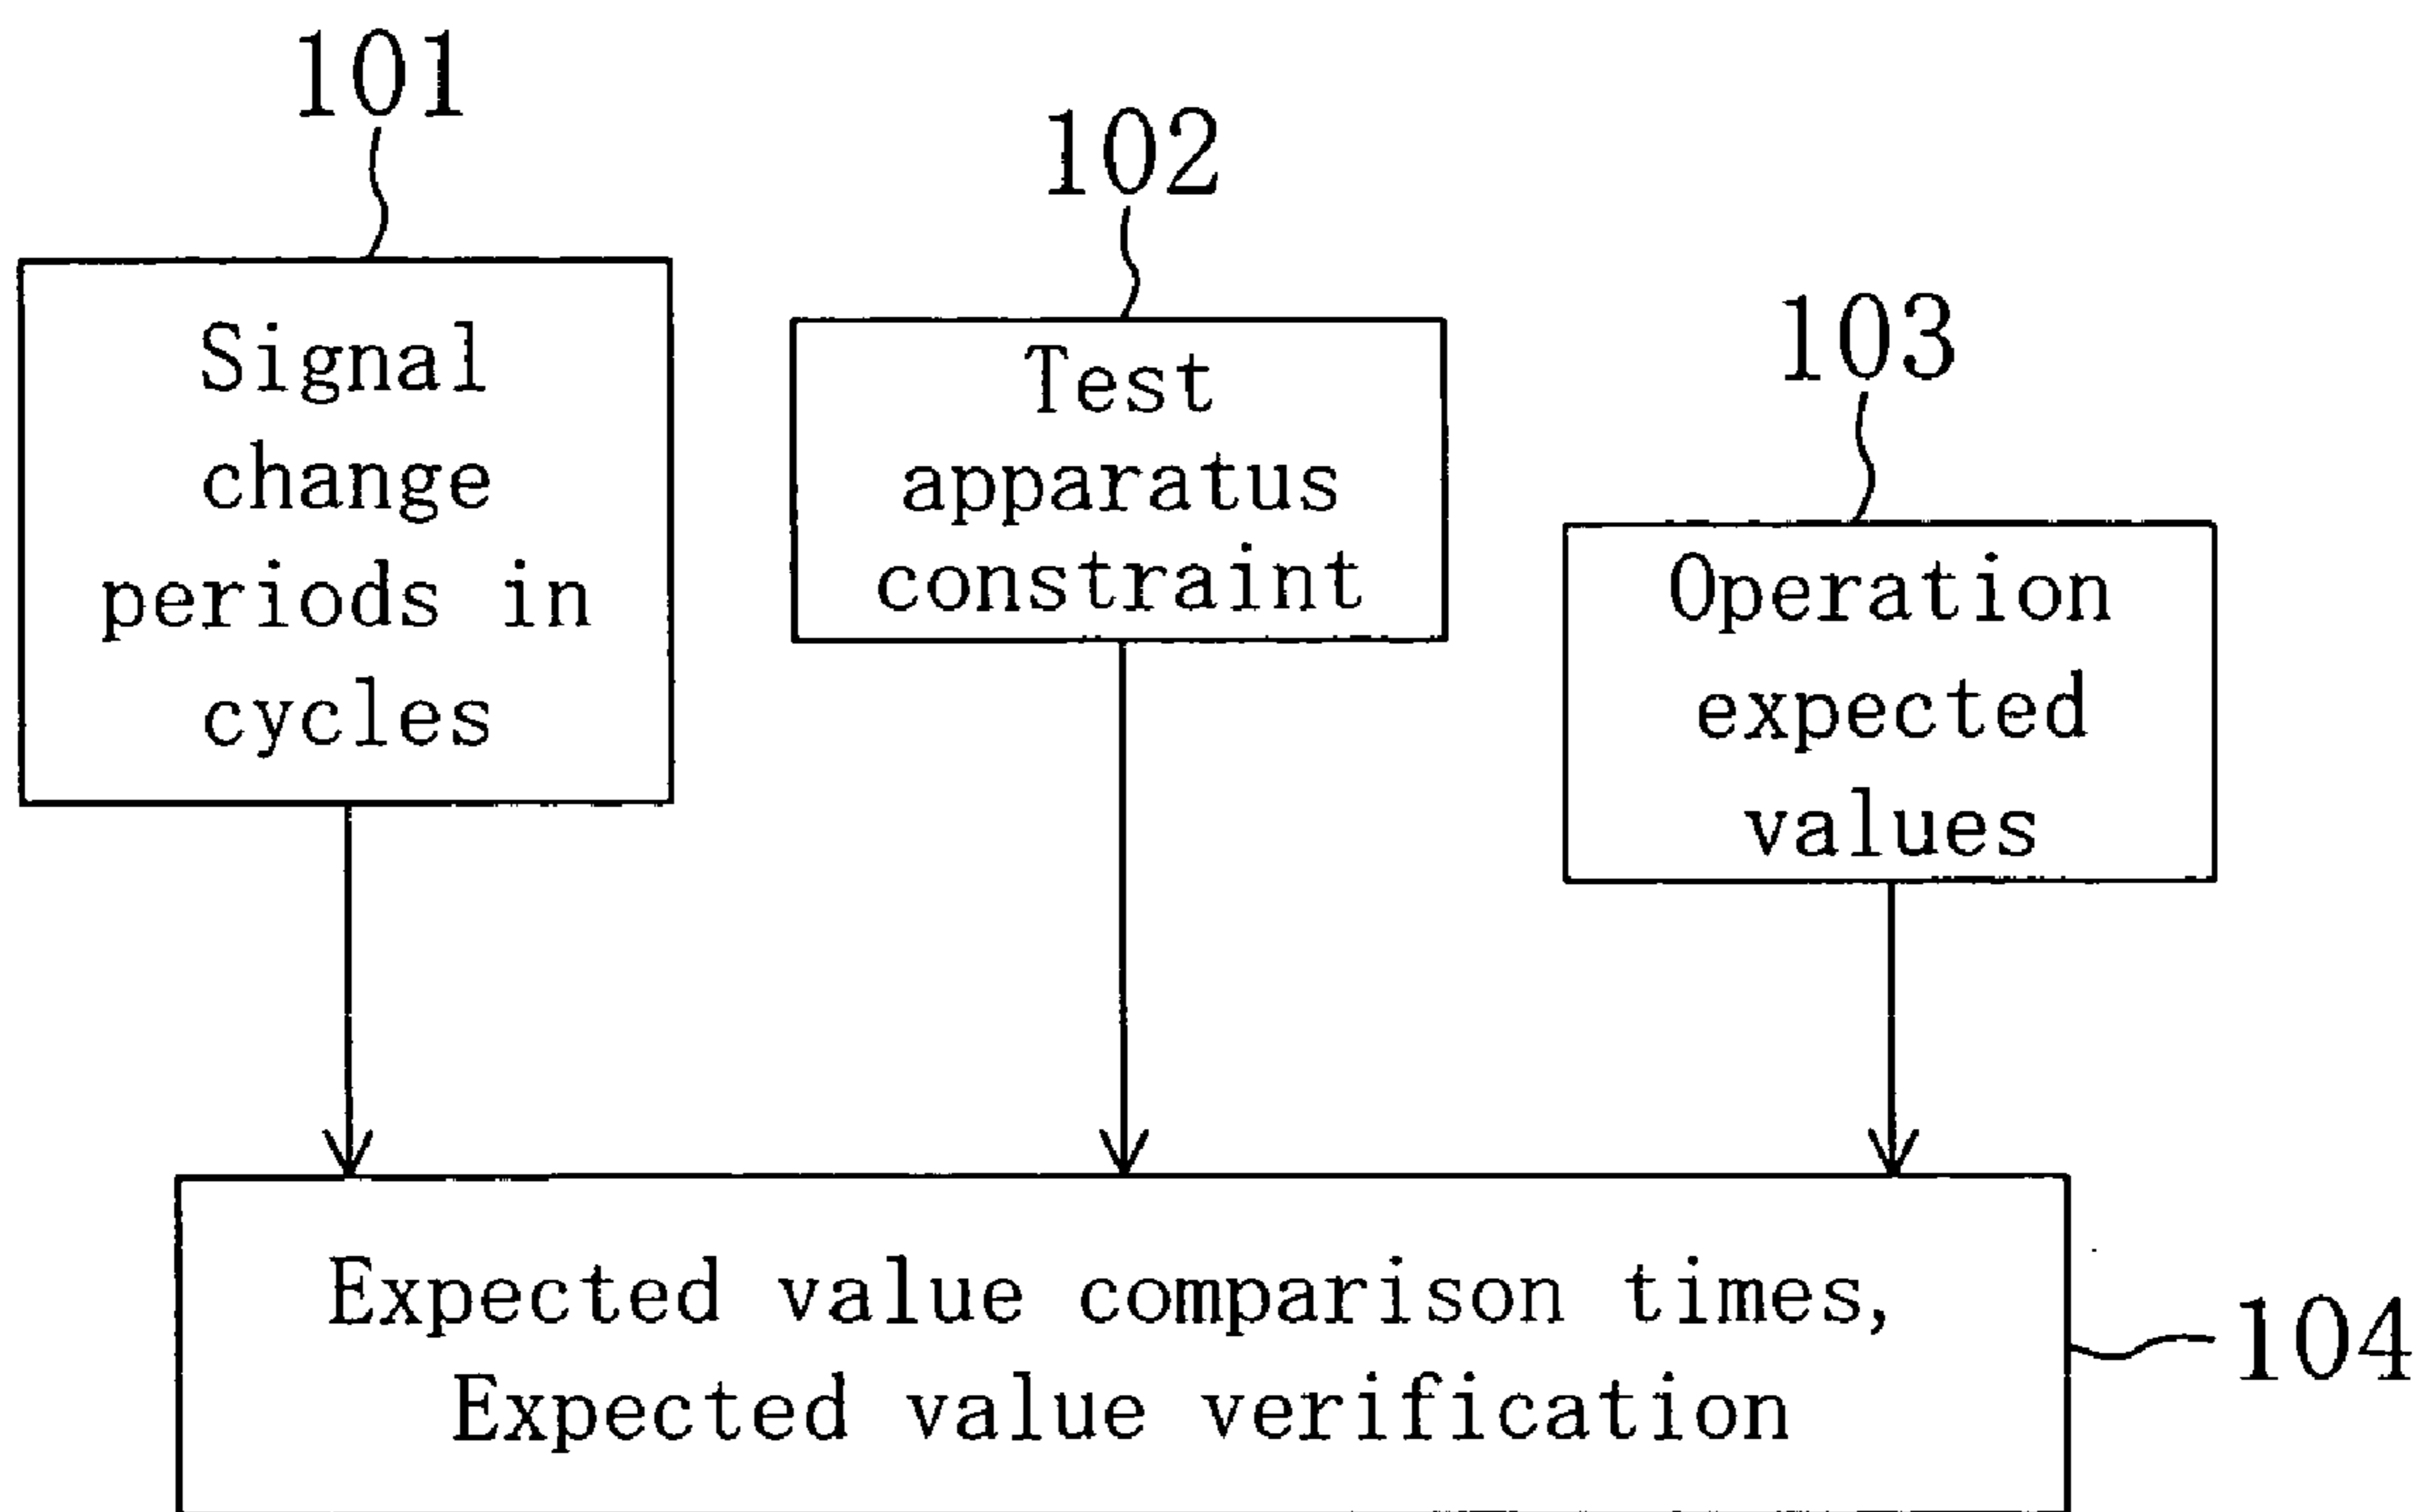 101
Signal
change
periods in
cycles
102
Test
apparatus
constraint
103
Operation
expected
values
Expected value comparison times,
Expected value verification
104